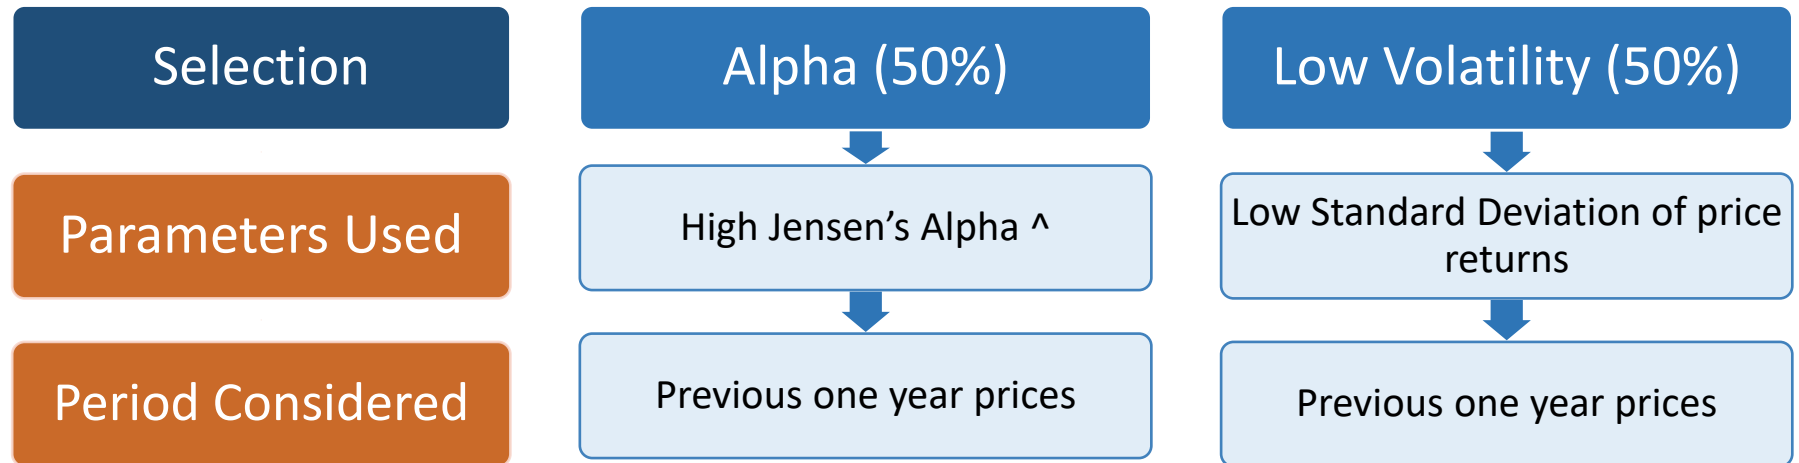 Selection
Alpha (50%)
Low Volatility (50%)
Parameters Used
High Jensen’s Alpha ^
Low Standard Deviation of price
returns
Period Considered
Previous one year prices
Previous one year prices